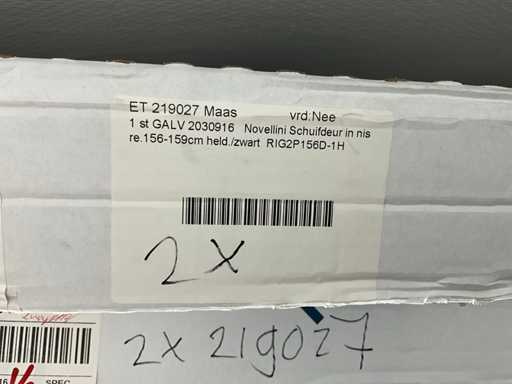 ET 219027 Maas vrd:Nee
1 st GALV 2030916 Novellini Schuifdeur in nis
re.156-159cm held./zwart RIG2P156D-1H
2 X
2X 219027
SPEC